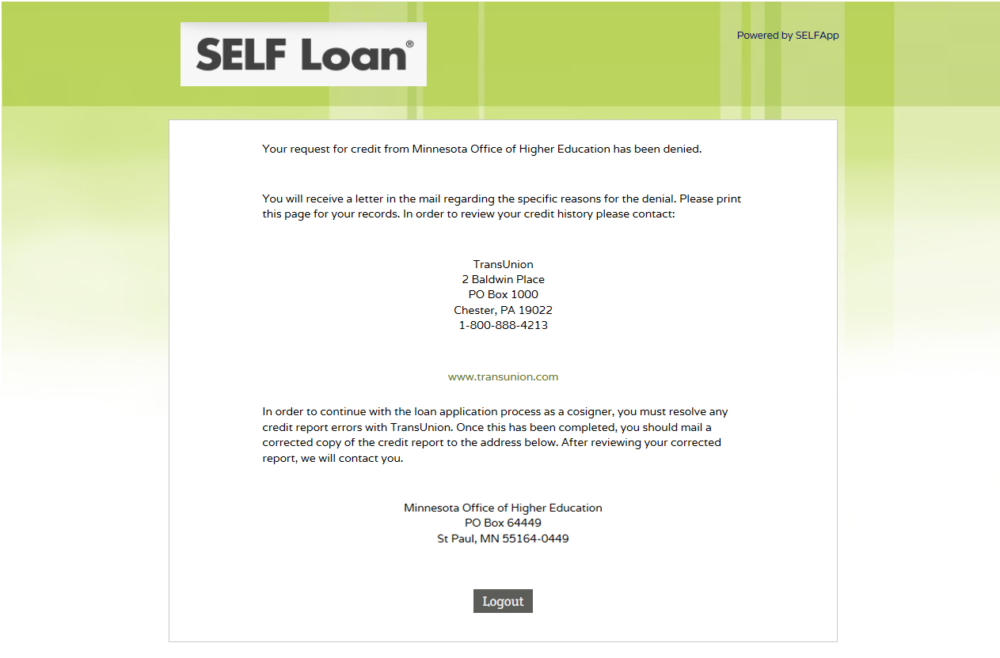 SELF Loan®
Powered by SELFApp
Your request for credit from Minnesota Office of Higher Education has been denied.
You will receive a letter in the mail regarding the specific reasons for the denial. Please print
this page for your records. In order to review your credit history please contact:
TransUnion
2 Baldwin Place
PO Box 1000
Chester, PA 19022
1-800-888-4213
www.transunion.com
In order to continue with the loan application process as a cosigner, you must resolve any
credit report errors with TransUnion. Once this has been completed, you should mail a
corrected copy of the credit report to the address below. After reviewing your corrected
report, we will contact you.
Minnesota Office of Higher Education
PO Box 64449
St Paul, MN 55164-0449
Logout